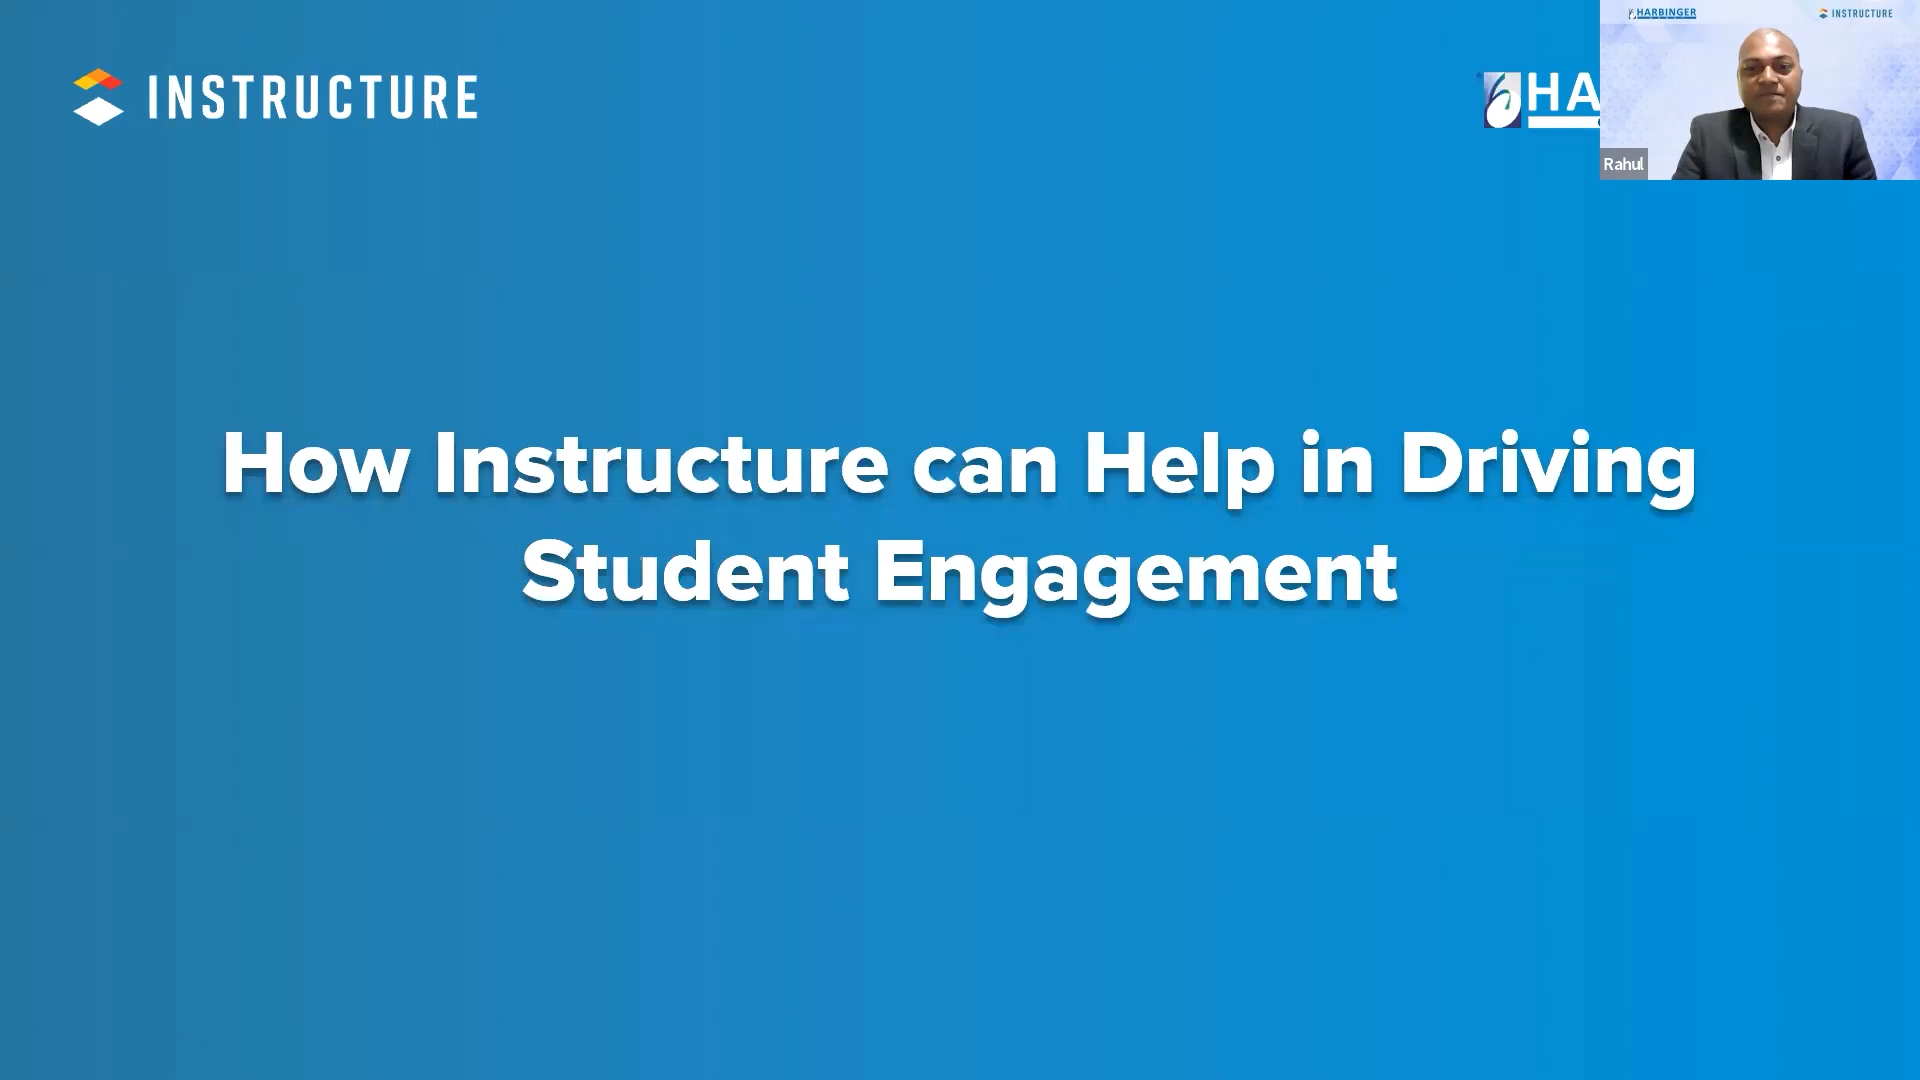 INSTRUCTURE
HA
HARBINGER
INSTRUCTURE
Rahul
How Instructure can Help in Driving
Student Engagement